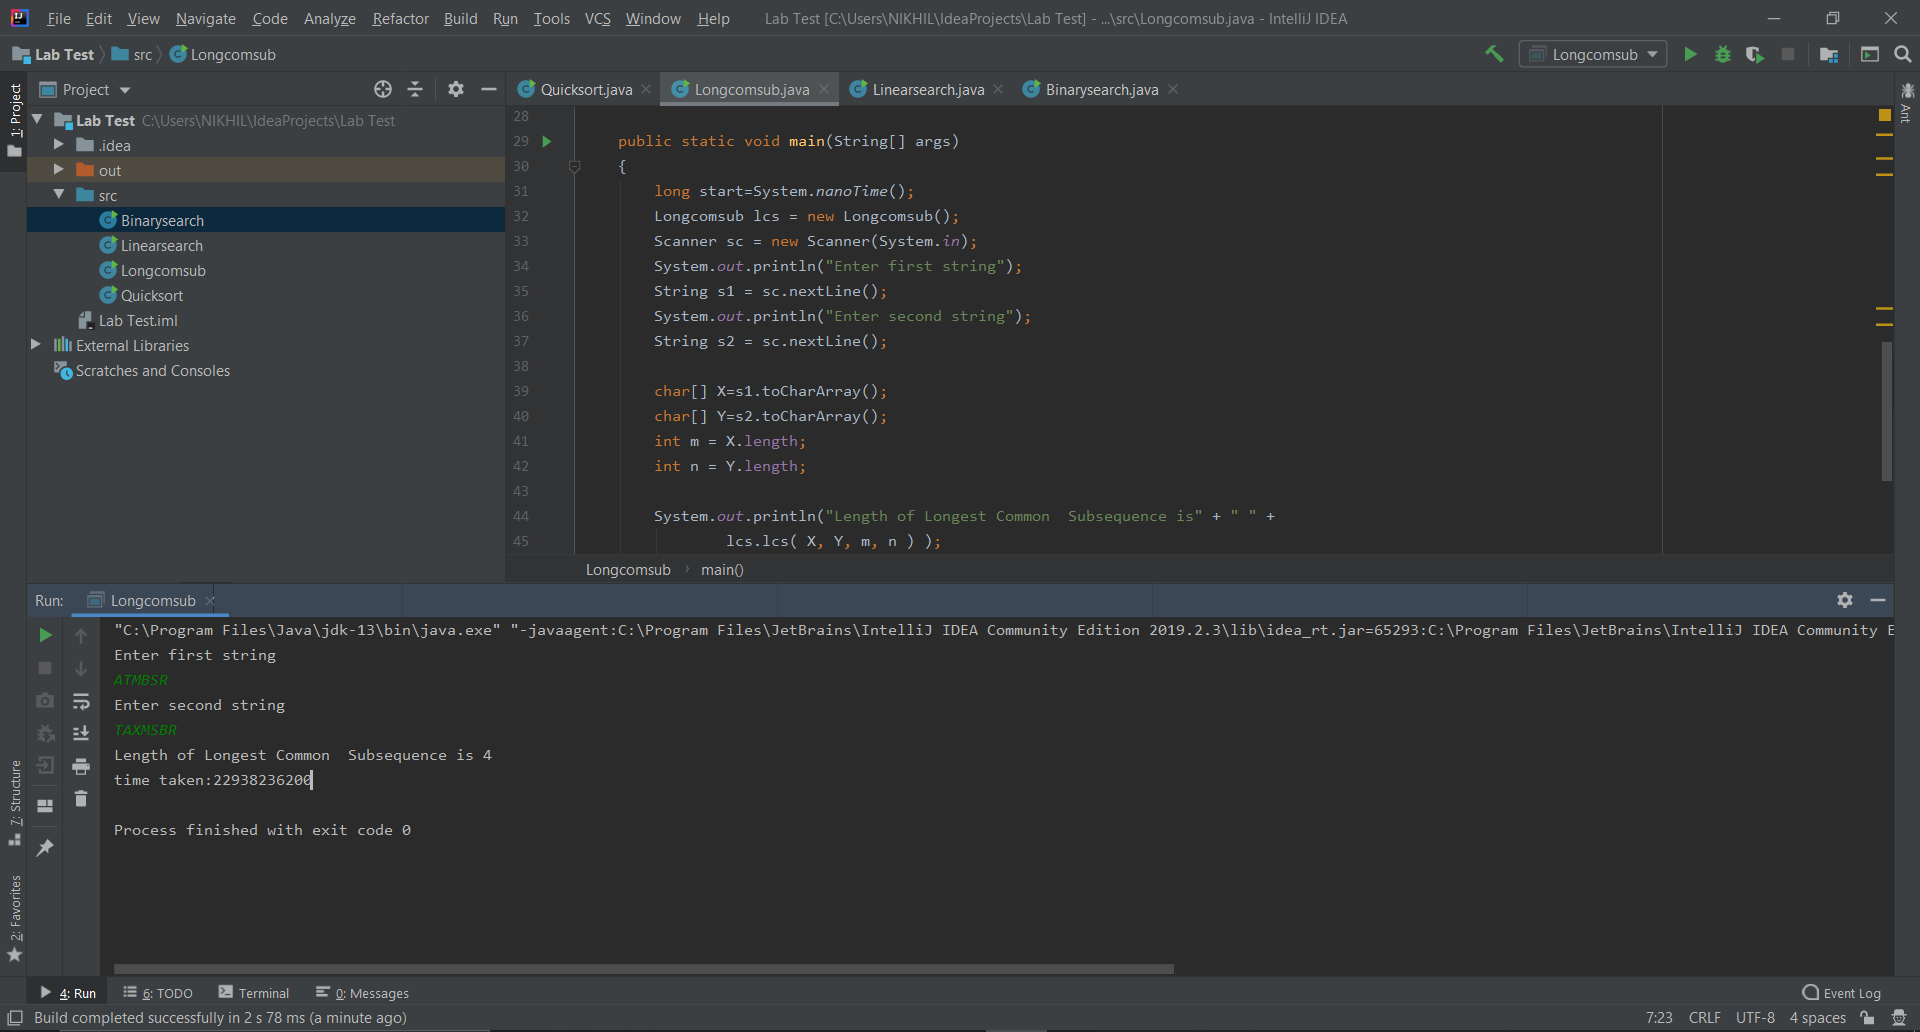 File Edit View Navigate Code Analyze Refactor Build Run Tools VCS Window Help Lab Test [C:\Users\NIKHIL\IdeaProjects\Lab Test] - ...\src\Longcomsub.java - IntelliJ IDEA
Lab Test src Longcomsub Longcomsub
1: Project
Project
Quicksort.java Longcomsub.java Linearsearch.java Binarysearch.java
Ant
Lab Test C:\Users\NIKHIL\IdeaProjects\Lab Test
.idea
out
src
Binarysearch
Linearsearch
Longcomsub
Quicksort
Lab Test.iml
External Libraries
Scratches and Consoles
28
29 public static void main(String[] args)
30 {
31 long start=System.nanoTime();
32 Longcomsub lcs = new Longcomsub();
33 Scanner sc = new Scanner(System.in);
34 System.out.println("Enter first string");
35 String s1 = sc.nextLine();
36 System.out.println("Enter second string");
37 String s2 = sc.nextLine();
38
39 char[] X=s1.toCharArray();
40 char[] Y=s2.toCharArray();
41 int m = X.length;
42 int n = Y.length;
43
44 System.out.println("Length of Longest Common  Subsequence is" + " " +
45 lcs.lcs( X, Y, m, n ) );
Longcomsub main()
Run: Longcomsub
"C:\Program Files\Java\jdk-13\bin\java.exe" "-javaagent:C:\Program Files\JetBrains\IntelliJ IDEA Community Edition 2019.2.3\lib\idea_rt.jar=65293:C:\Program Files\JetBrains\IntelliJ IDEA Community E
Enter first string
ATMBSR
Enter second string
TAXMSBR
Length of Longest Common  Subsequence is 4
time taken:22938236200
Process finished with exit code 0
7: Structure
2: Favorites
4: Run 6: TODO Terminal 0: Messages Event Log
Build completed successfully in 2 s 78 ms (a minute ago) 7:23 CRLF UTF-8 4 spaces